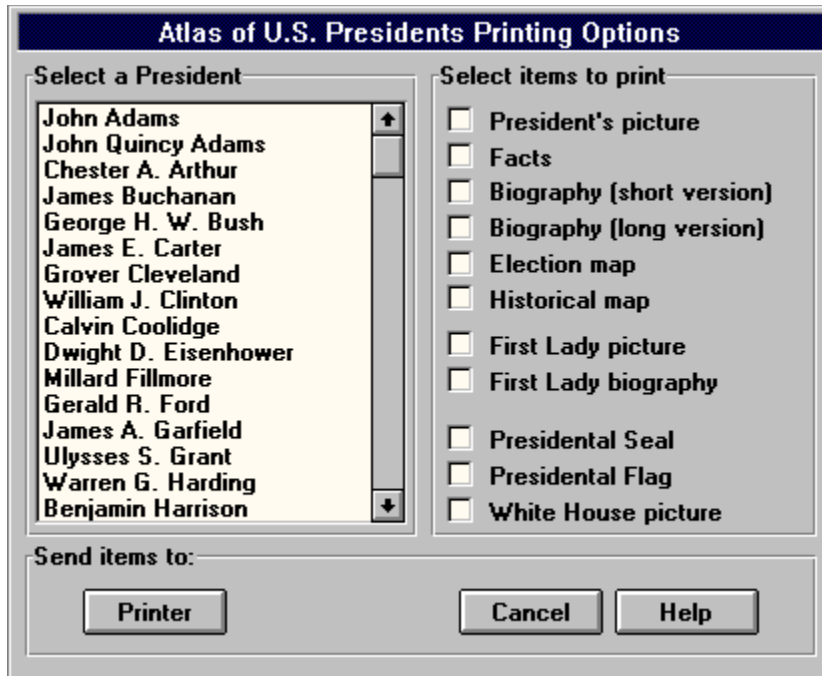 Atlas of U.S. Presidents Printing Options
Select a President
John Adams
John Quincy Adams
Chester A. Arthur
James Buchanan
George H. W. Bush
James E. Carter
Grover Cleveland
William J. Clinton
Calvin Coolidge
Dwight D. Eisenhower
Millard Fillmore
Gerald R. Ford
James A. Garfield
Ulysses S. Grant
Warren G. Harding
Benjamin Harrison
Select items to print
President's picture
Facts
Biography (short version)
Biography (long version)
Election map
Historical map
First Lady picture
First Lady biography
Presidental Seal
Presidental Flag
White House picture
Send items to:
Printer
Cancel
Help